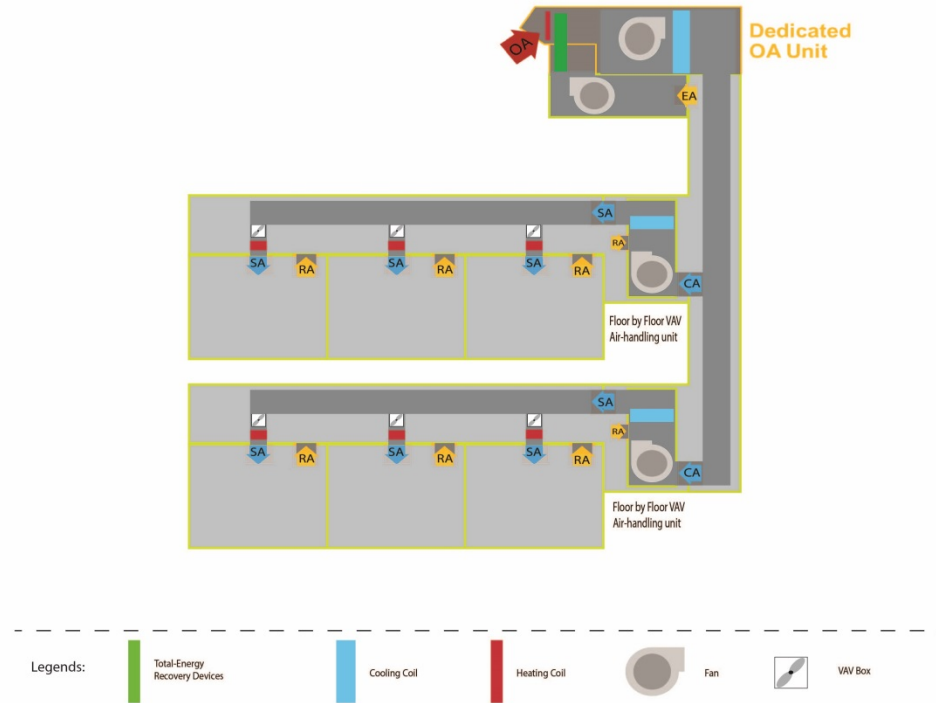 OA
Dedicated
OA Unit
EA
SA
RA
SA
RA
SA
RA
SA
RA
CA
Floor by Floor VAV
Air-handling unit
SA
RA
SA
RA
SA
RA
SA
RA
CA
Floor by Floor VAV
Air-handling unit
Legends:
Total-Energy
Recovery Devices
Cooling Coil
Heating Coil
Fan
VAV Box